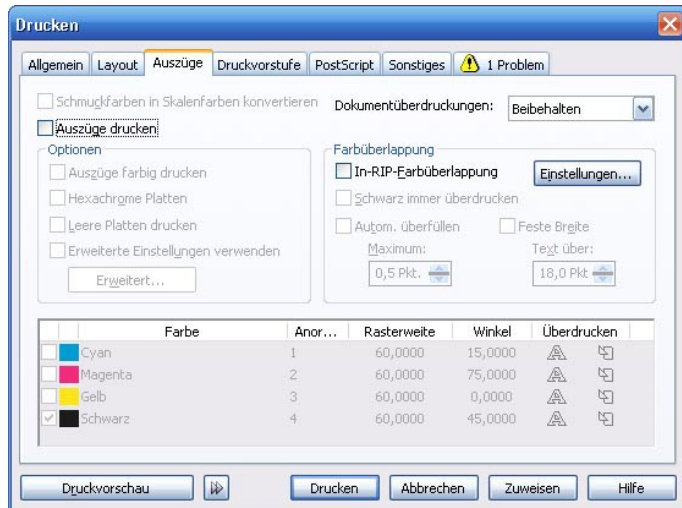 Drucken
Allgemein Layout Auszüge Druckvorstufe PostScript Sonstiges 1 Problem
Schmuckfarben in Skalenfarben konvertieren Dokumentüberdruckungen: Beibehalten
Auszüge drucken
Optionen Farbüberlappung
Auszüge farbig drucken In-RIP-Farbüberlappung Einstellungen...
Hexachrome Platten Schwarz immer überdrucken
Leere Platten drucken Autom. überfüllen Feste Breite
Erweiterte Einstellungen verwenden Maximum: Text über:
Erweitert... 0,5 Pkt. 18,0 Pkt
Farbe Anor... Rasterweite Winkel Überdrucken
Cyan 1 60,0000 15,0000
Magenta 2 60,0000 75,0000
Gelb 3 60,0000 0,0000
Schwarz 4 60,0000 45,0000
Druckvorschau Drucken Abbrechen Zuweisen Hilfe